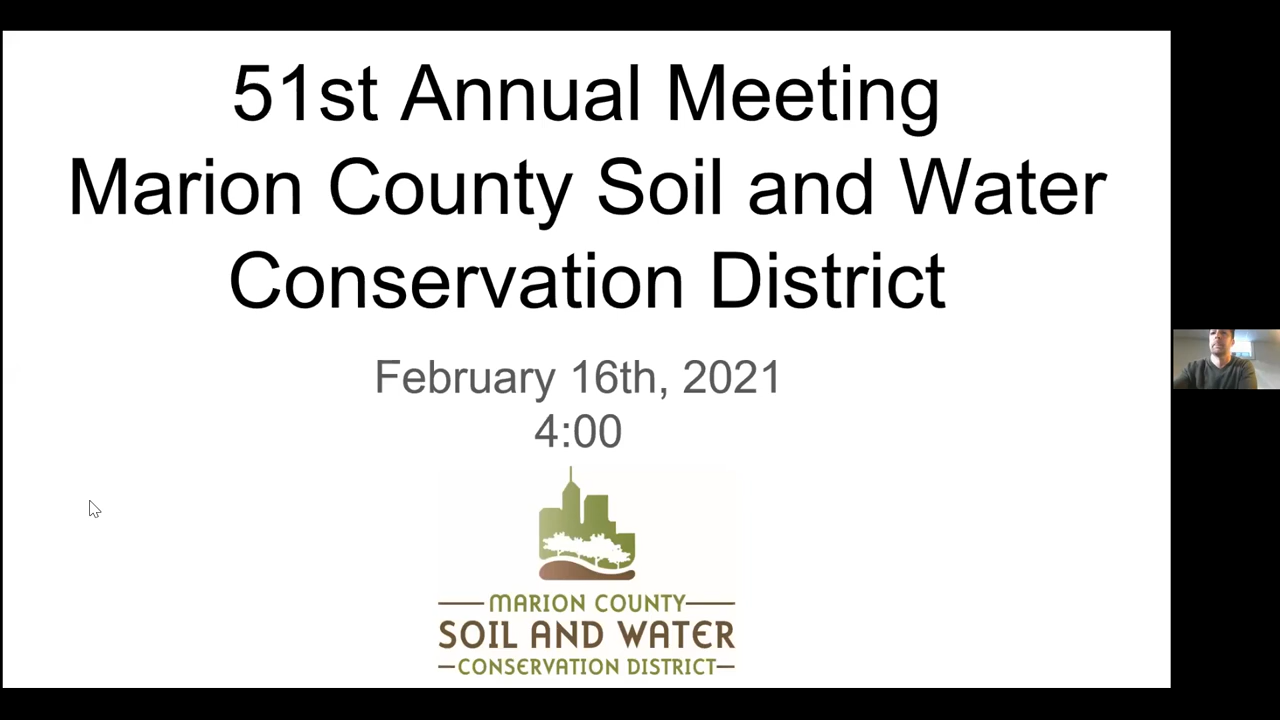 51st Annual Meeting
Marion County Soil and Water
Conservation District
February 16th, 2021
4:00
MARION COUNTY
SOIL AND WATER
CONSERVATION DISTRICT